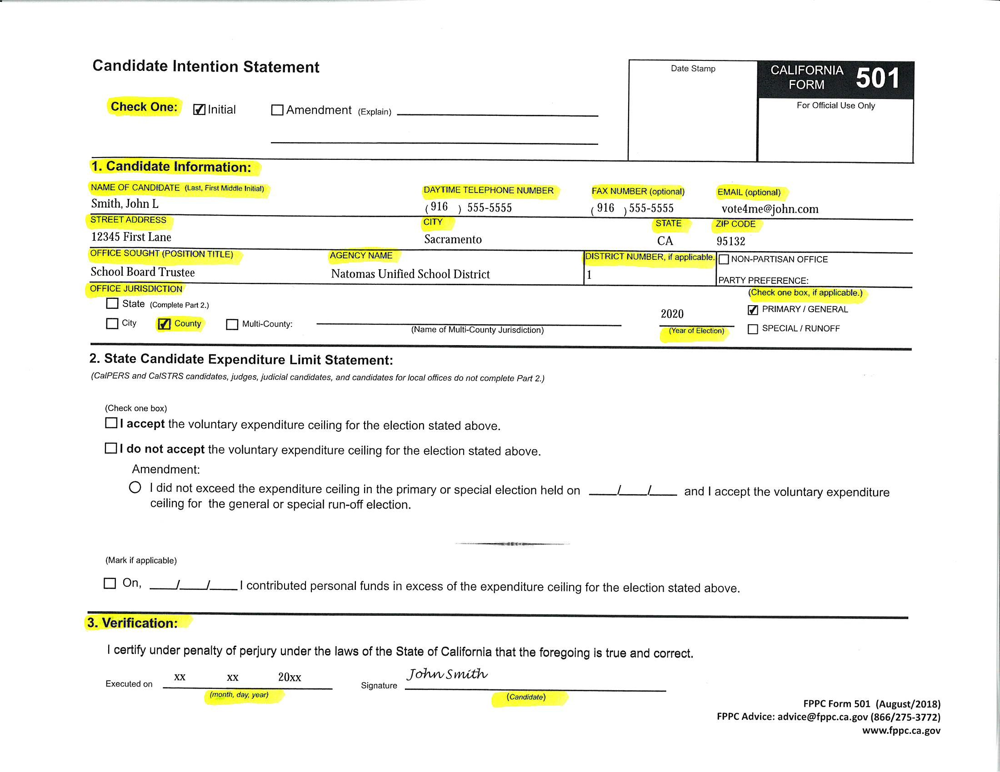 Candidate Intention Statement
Date Stamp
CALIFORNIA FORM 501
For Official Use Only
Check One: Initial Amendment (Explain)
1. Candidate Information:
NAME OF CANDIDATE (Last, First Middle Initial) DAYTIME TELEPHONE NUMBER FAX NUMBER (optional) EMAIL (optional)
Smith, John L (916) 555-5555 (916) 555-5555 vote4me@john.com
STREET ADDRESS CITY STATE ZIP CODE
12345 First Lane Sacramento CA 95132
OFFICE SOUGHT (POSITION TITLE) AGENCY NAME DISTRICT NUMBER, if applicable. NON-PARTISAN OFFICE
School Board Trustee Natomas Unified School District 1
PARTY PREFERENCE:
OFFICE JURISDICTION (Check one box, if applicable.)
State (Complete Part 2.) 2020 PRIMARY / GENERAL
City County Multi-County:
(Name of Multi-County Jurisdiction) (Year of Election) SPECIAL / RUNOFF
2. State Candidate Expenditure Limit Statement:
(CalPERS and CalSTRS candidates, judges, judicial candidates, and candidates for local offices do not complete Part 2.)
(Check one box)
I accept the voluntary expenditure ceiling for the election stated above.
I do not accept the voluntary expenditure ceiling for the election stated above.
Amendment:
I did not exceed the expenditure ceiling in the primary or special election held on ___/___/___ and I accept the voluntary expenditure
ceiling for the general or special run-off election.
(Mark if applicable)
On, ___/___/___ I contributed personal funds in excess of the expenditure ceiling for the election stated above.
3. Verification:
I certify under penalty of perjury under the laws of the State of California that the foregoing is true and correct.
Executed on xx xx 20xx Signature John Smith
(month, day, year) (Candidate)
FPPC Form 501 (August/2018)
FPPC Advice: advice@fppc.ca.gov (866/275-3772)
www.fppc.ca.gov